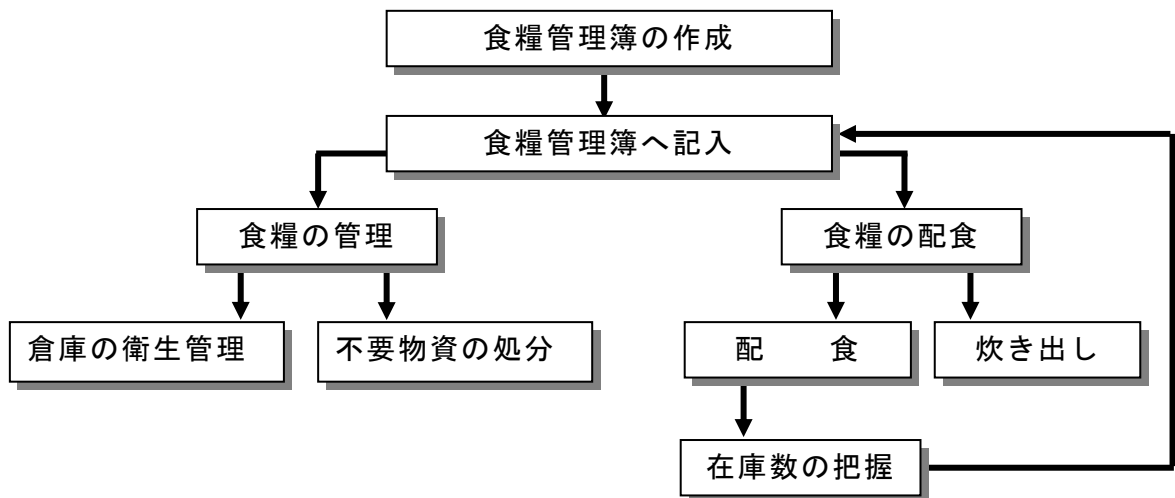 食糧管理簿の作成
食糧管理簿へ記入
食糧の管理
食糧の配食
倉庫の衛生管理
不要物資の処分
配　　食
炊き出し
在庫数の把握